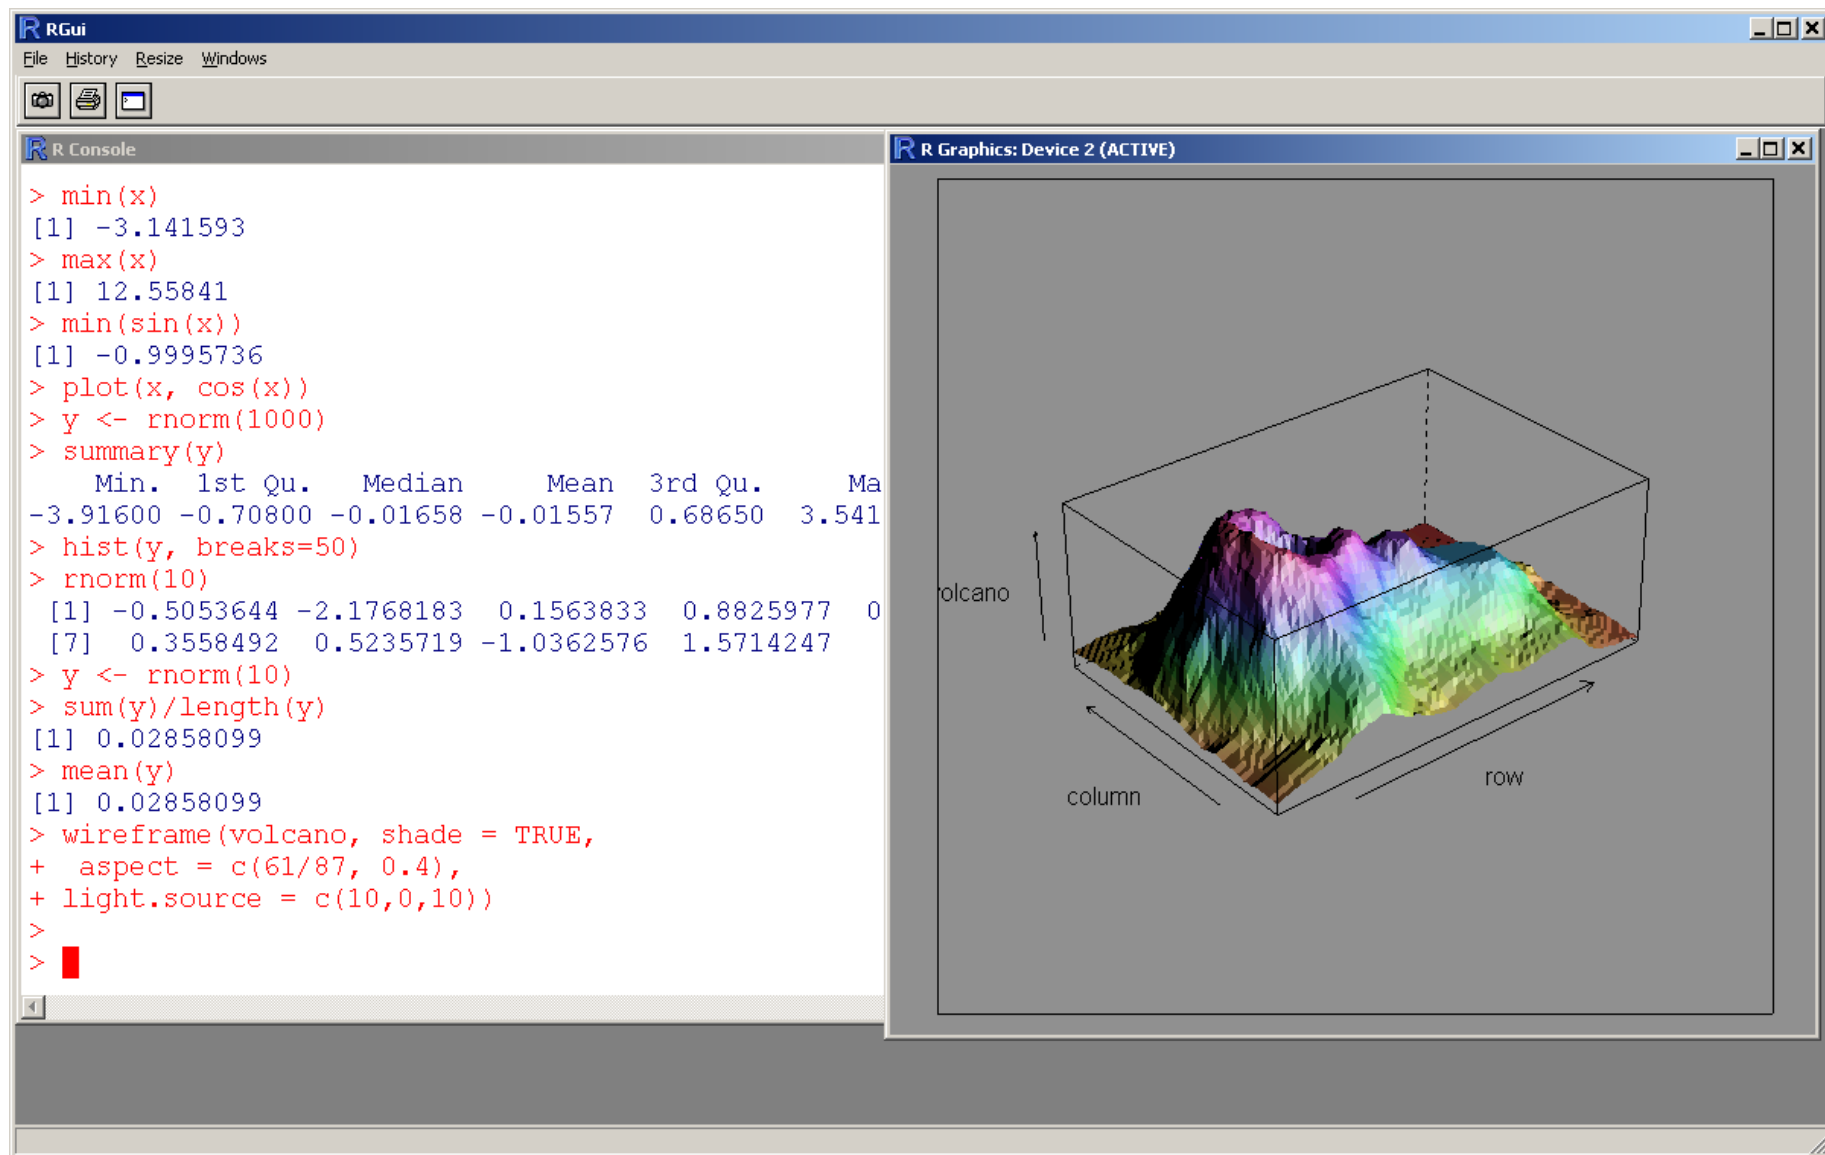 RGui
File History Resize Windows
R Console
> min(x)
[1] -3.141593
> max(x)
[1] 12.55841
> min(sin(x))
[1] -0.9995736
> plot(x, cos(x))
> y <- rnorm(1000)
> summary(y)
    Min.  1st Qu.   Median     Mean  3rd Qu.     Ma
-3.91600 -0.70800 -0.01658 -0.01557  0.68650  3.541
> hist(y, breaks=50)
> rnorm(10)
 [1] -0.5053644 -2.1768183  0.1563833  0.8825977  0
 [7]  0.3558492  0.5235719 -1.0362576  1.5714247
> y <- rnorm(10)
> sum(y)/length(y)
[1] 0.02858099
> mean(y)
[1] 0.02858099
> wireframe(volcano, shade = TRUE,
+  aspect = c(61/87, 0.4),
+ light.source = c(10,0,10))
>
>
R Graphics: Device 2 (ACTIVE)
olcano
column
row